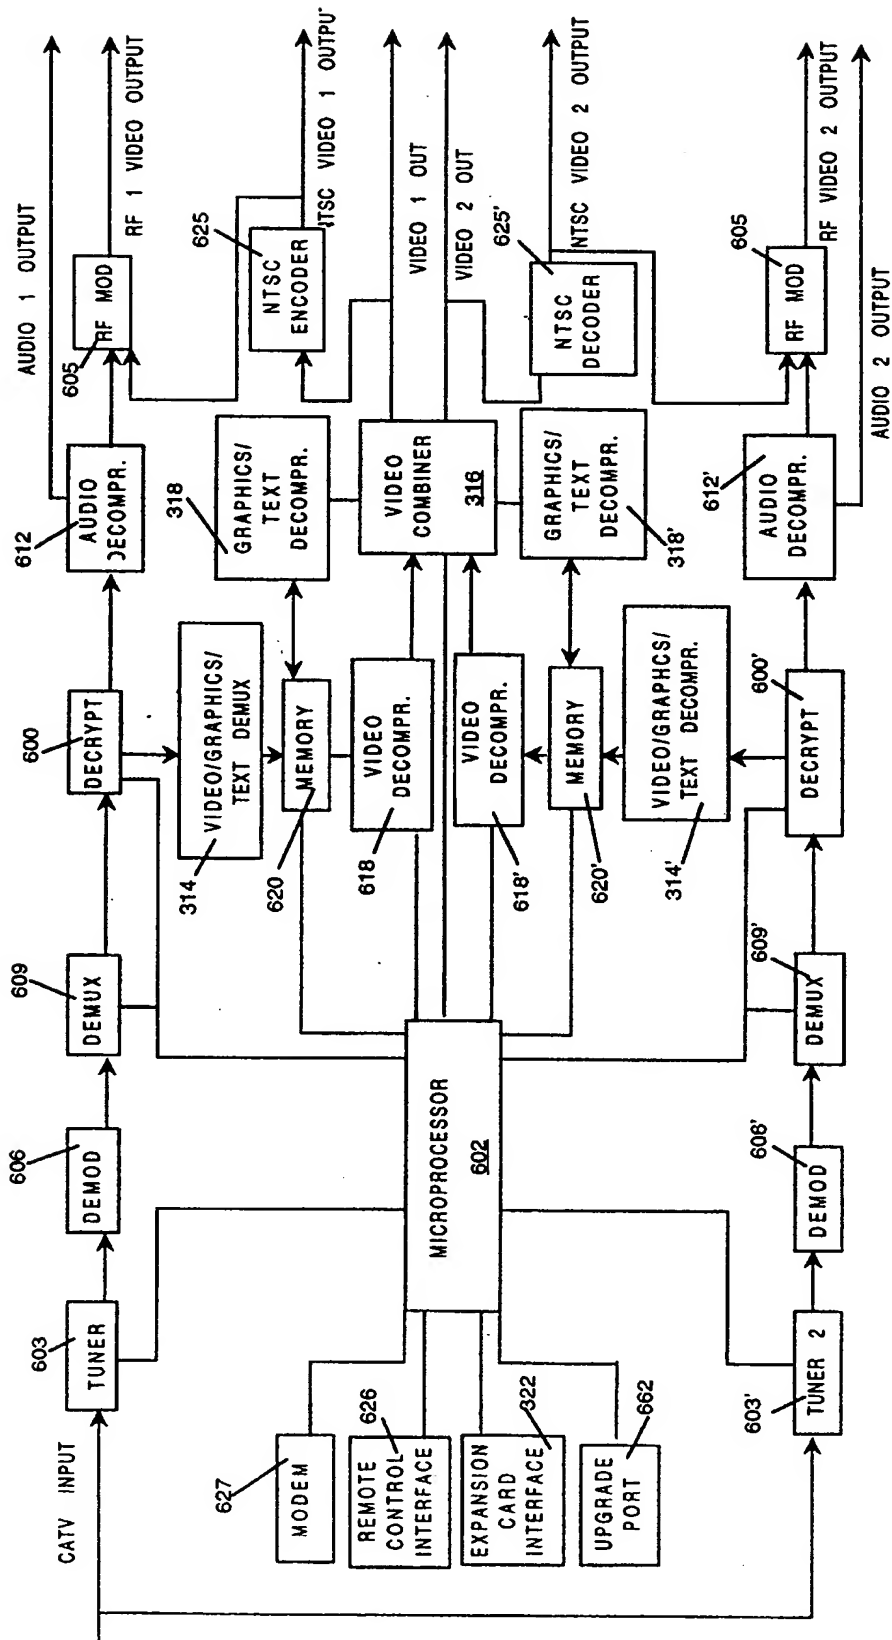 CATV INPUT
603
TUNER
606
DEMOD
609
DEMUX
600
DECRYPT
612
AUDIO
DECOMPR.
AUDIO 1 OUTPUT
605
RF MOD
RF 1 VIDEO OUTPUT
314
VIDEO/GRAPHICS/
TEXT DEMUX
318
GRAPHICS/
TEXT
DECOMPR.
625
NTSC
ENCODER
NTSC VIDEO 1 OUTPUT
620
MEMORY
618
VIDEO
DECOMPR.
VIDEO
COMBINER
316
VIDEO 1 OUT
VIDEO 2 OUT
627
MODEM
626
REMOTE
CONTROL
INTERFACE
322
EXPANSION
CARD
INTERFACE
662
UPGRADE
PORT
MICROPROCESSOR
602
618'
VIDEO
DECOMPR.
620'
MEMORY
GRAPHICS/
TEXT
DECOMPR.
318'
625'
NTSC
DECODER
NTSC VIDEO 2 OUTPUT
314'
VIDEO/GRAPHCS/
TEXT DECOMPR.
603'
TUNER 2
606'
DEMOD
609'
DEMUX
600'
DECRYPT
612'
AUDIO
DECOMPR.
605
RF MOD
RF VIDEO 2 OUTPUT
AUDIO 2 OUTPUT